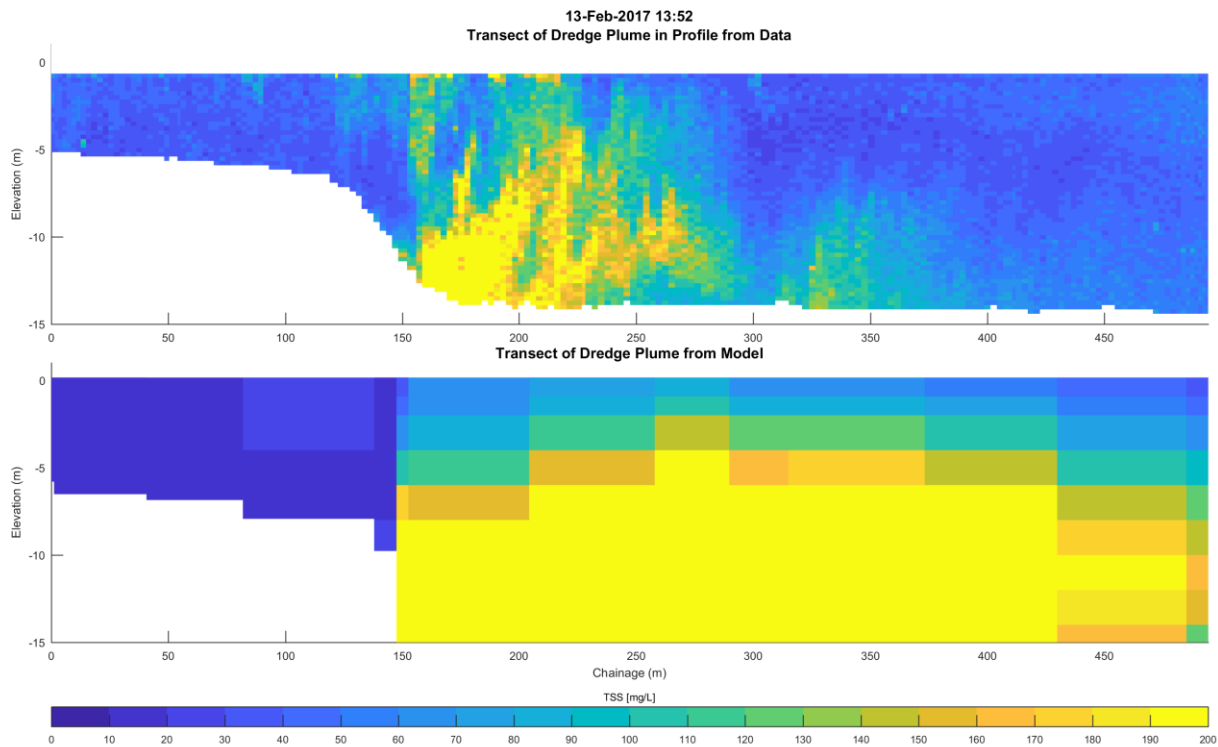 13-Feb-2017 13:52
Transect of Dredge Plume in Profile from Data
0
-5
-10
-15
Elevation (m)
0 50 100 150 200 250 300 350 400 450
Transect of Dredge Plume from Model
0
-5
-10
-15
Elevation (m)
0 50 100 150 200 250 300 350 400 450
Chainage (m)
TSS [mg/L]
0 10 20 30 40 50 60 70 80 90 100 110 120 130 140 150 160 170 180 190 200